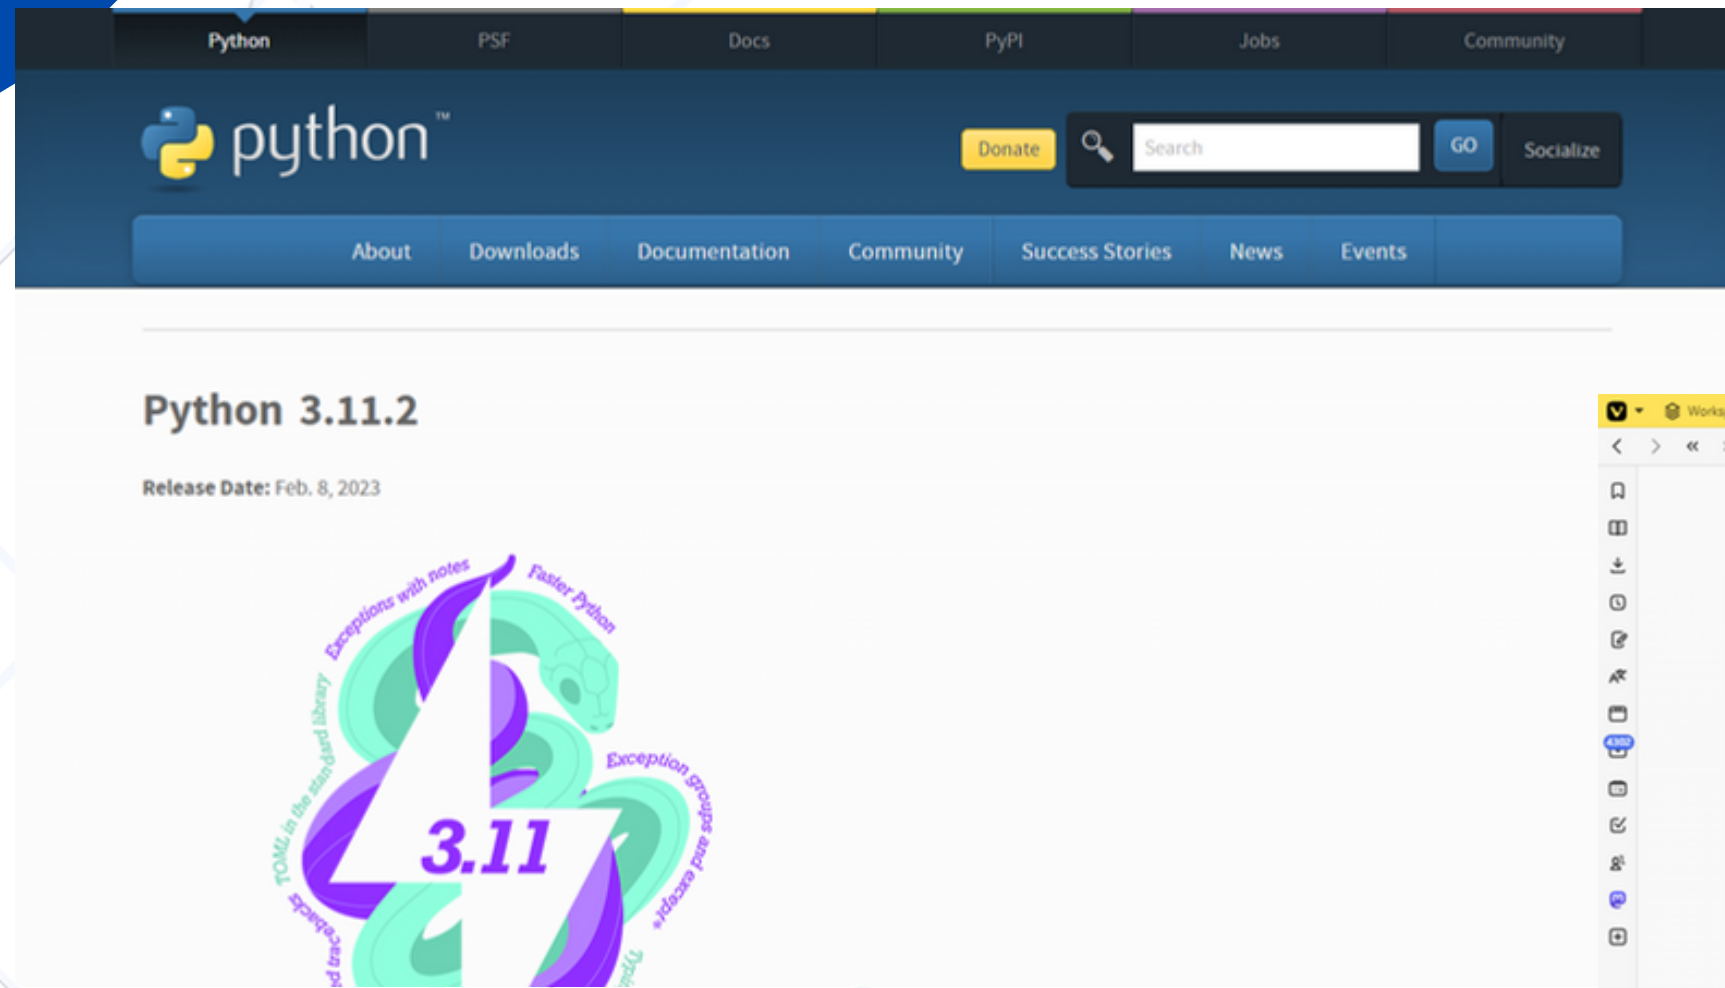 Python PSF Docs PyPI Jobs Community
python™
Donate Search GO Socialize
About Downloads Documentation Community Success Stories News Events
Python 3.11.2
Release Date: Feb. 8, 2023
Exceptions with notes
Faster Python
TOML in the standard library
Exception groups and except*
3.11
tracebacks
4302